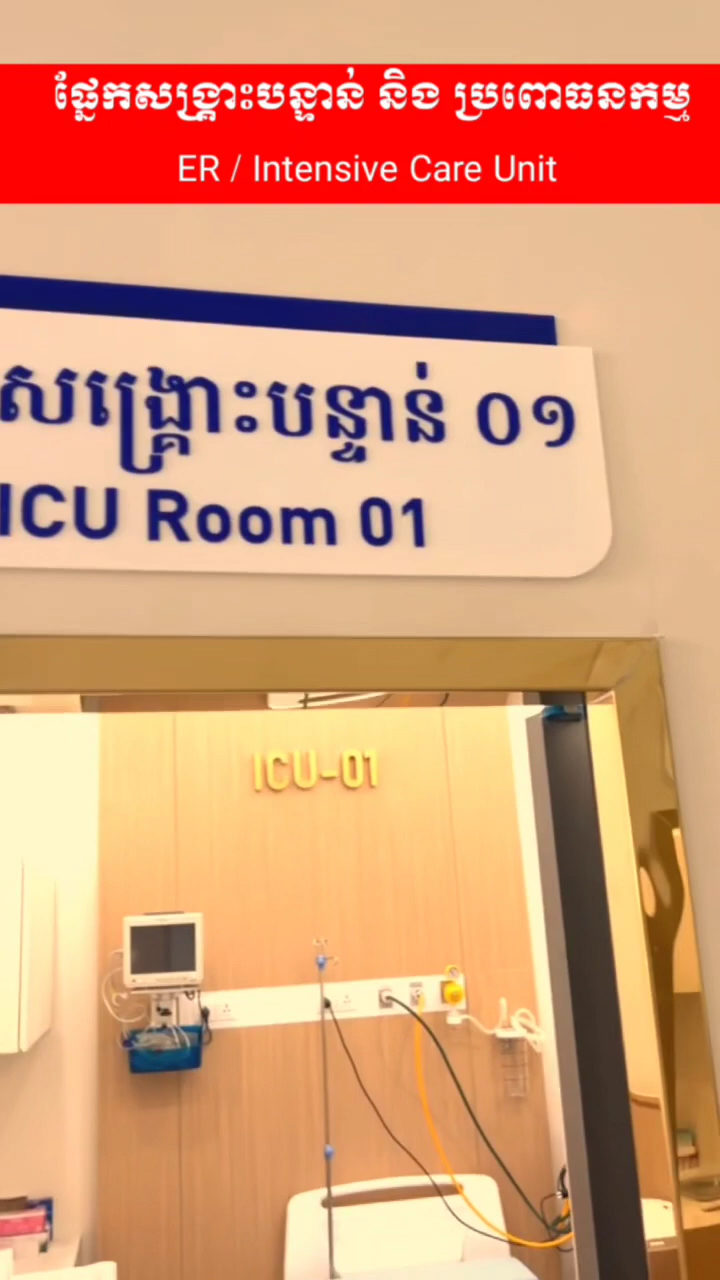 ផ្នែកសង្គ្រោះបន្ទាន់ និង ប្រពោធនកម្ម
ER / Intensive Care Unit
សង្គ្រោះបន្ទាន់ ០១
ICU Room 01
ICU-01